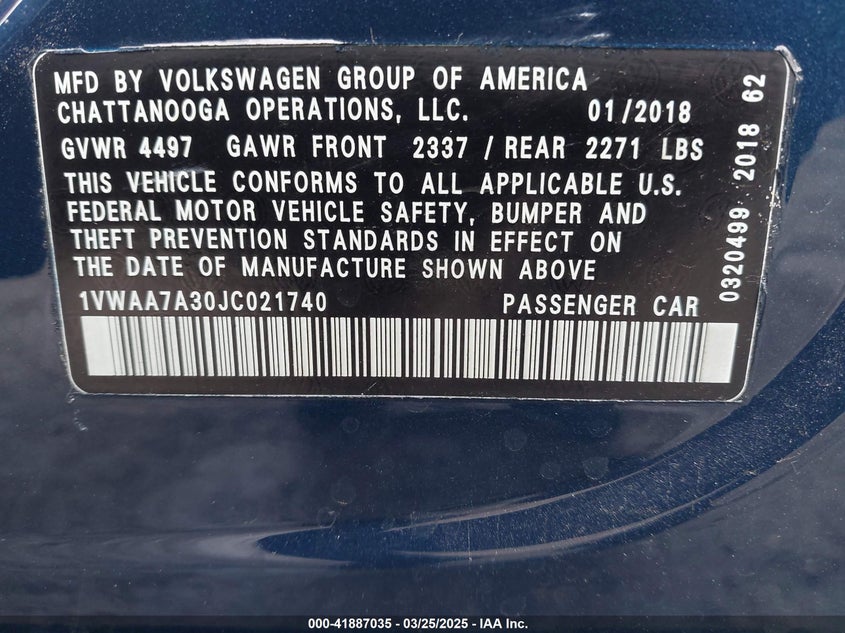 MFD BY VOLKSWAGEN GROUP OF AMERICA
CHATTANOOGA OPERATIONS, LLC. 01/2018
GVWR 4497 GAWR FRONT 2337 / REAR 2271 LBS
THIS VEHICLE CONFORMS TO ALL APPLICABLE U.S.
FEDERAL MOTOR VEHICLE SAFETY, BUMPER AND
THEFT PREVENTION STANDARDS IN EFFECT ON
THE DATE OF MANUFACTURE SHOWN ABOVE
1VWAA7A30JC021740 PASSENGER CAR
0320499 2018 62
000-41887035 - 03/25/2025 - IAA Inc.